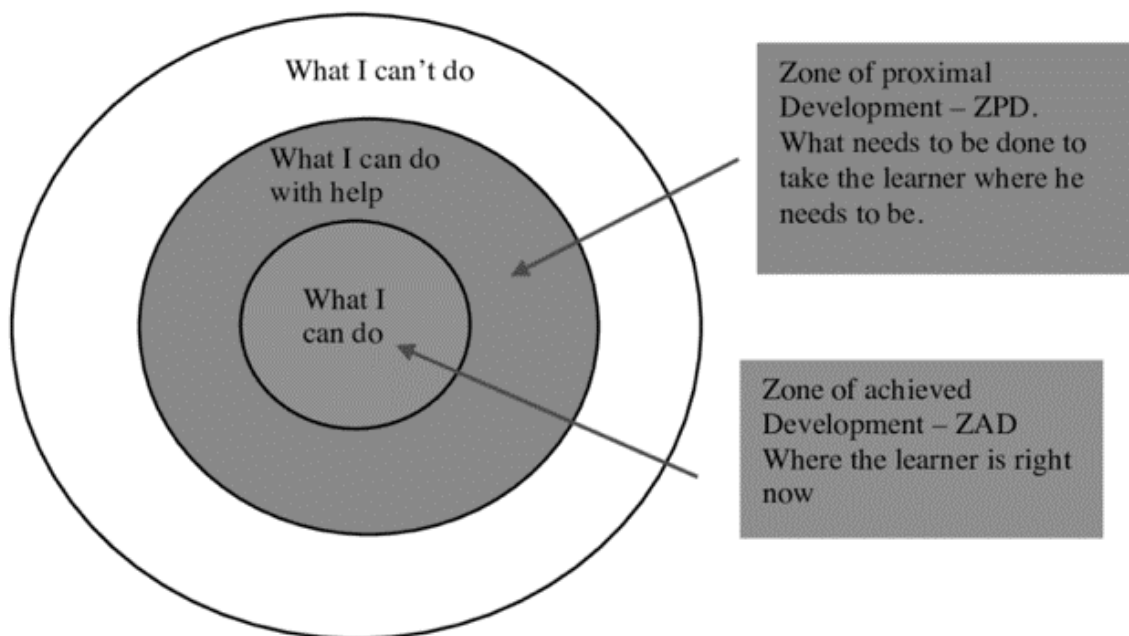 What I can't do
What I can do
with help
What I
can do
Zone of proximal
Development – ZPD.
What needs to be done to
take the learner where he
needs to be.
Zone of achieved
Development – ZAD
Where the learner is right
now